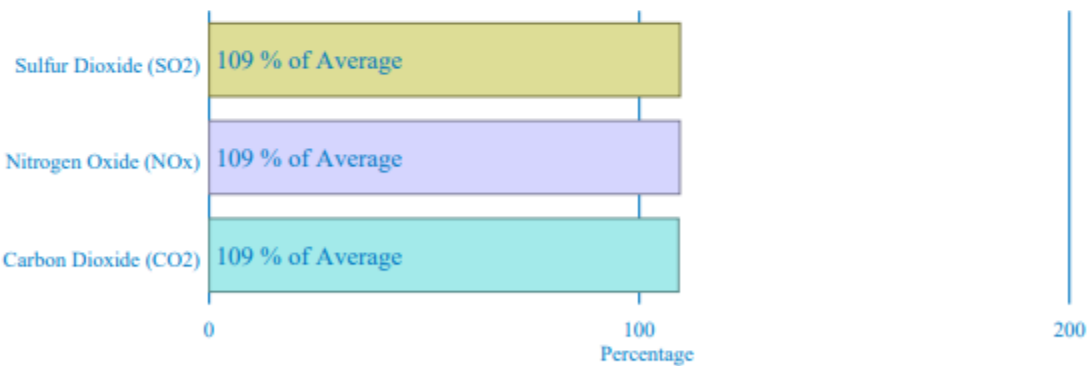 Sulfur Dioxide (SO2) 109 % of Average
Nitrogen Oxide (NOx) 109 % of Average
Carbon Dioxide (CO2) 109 % of Average
0 100 200
Percentage